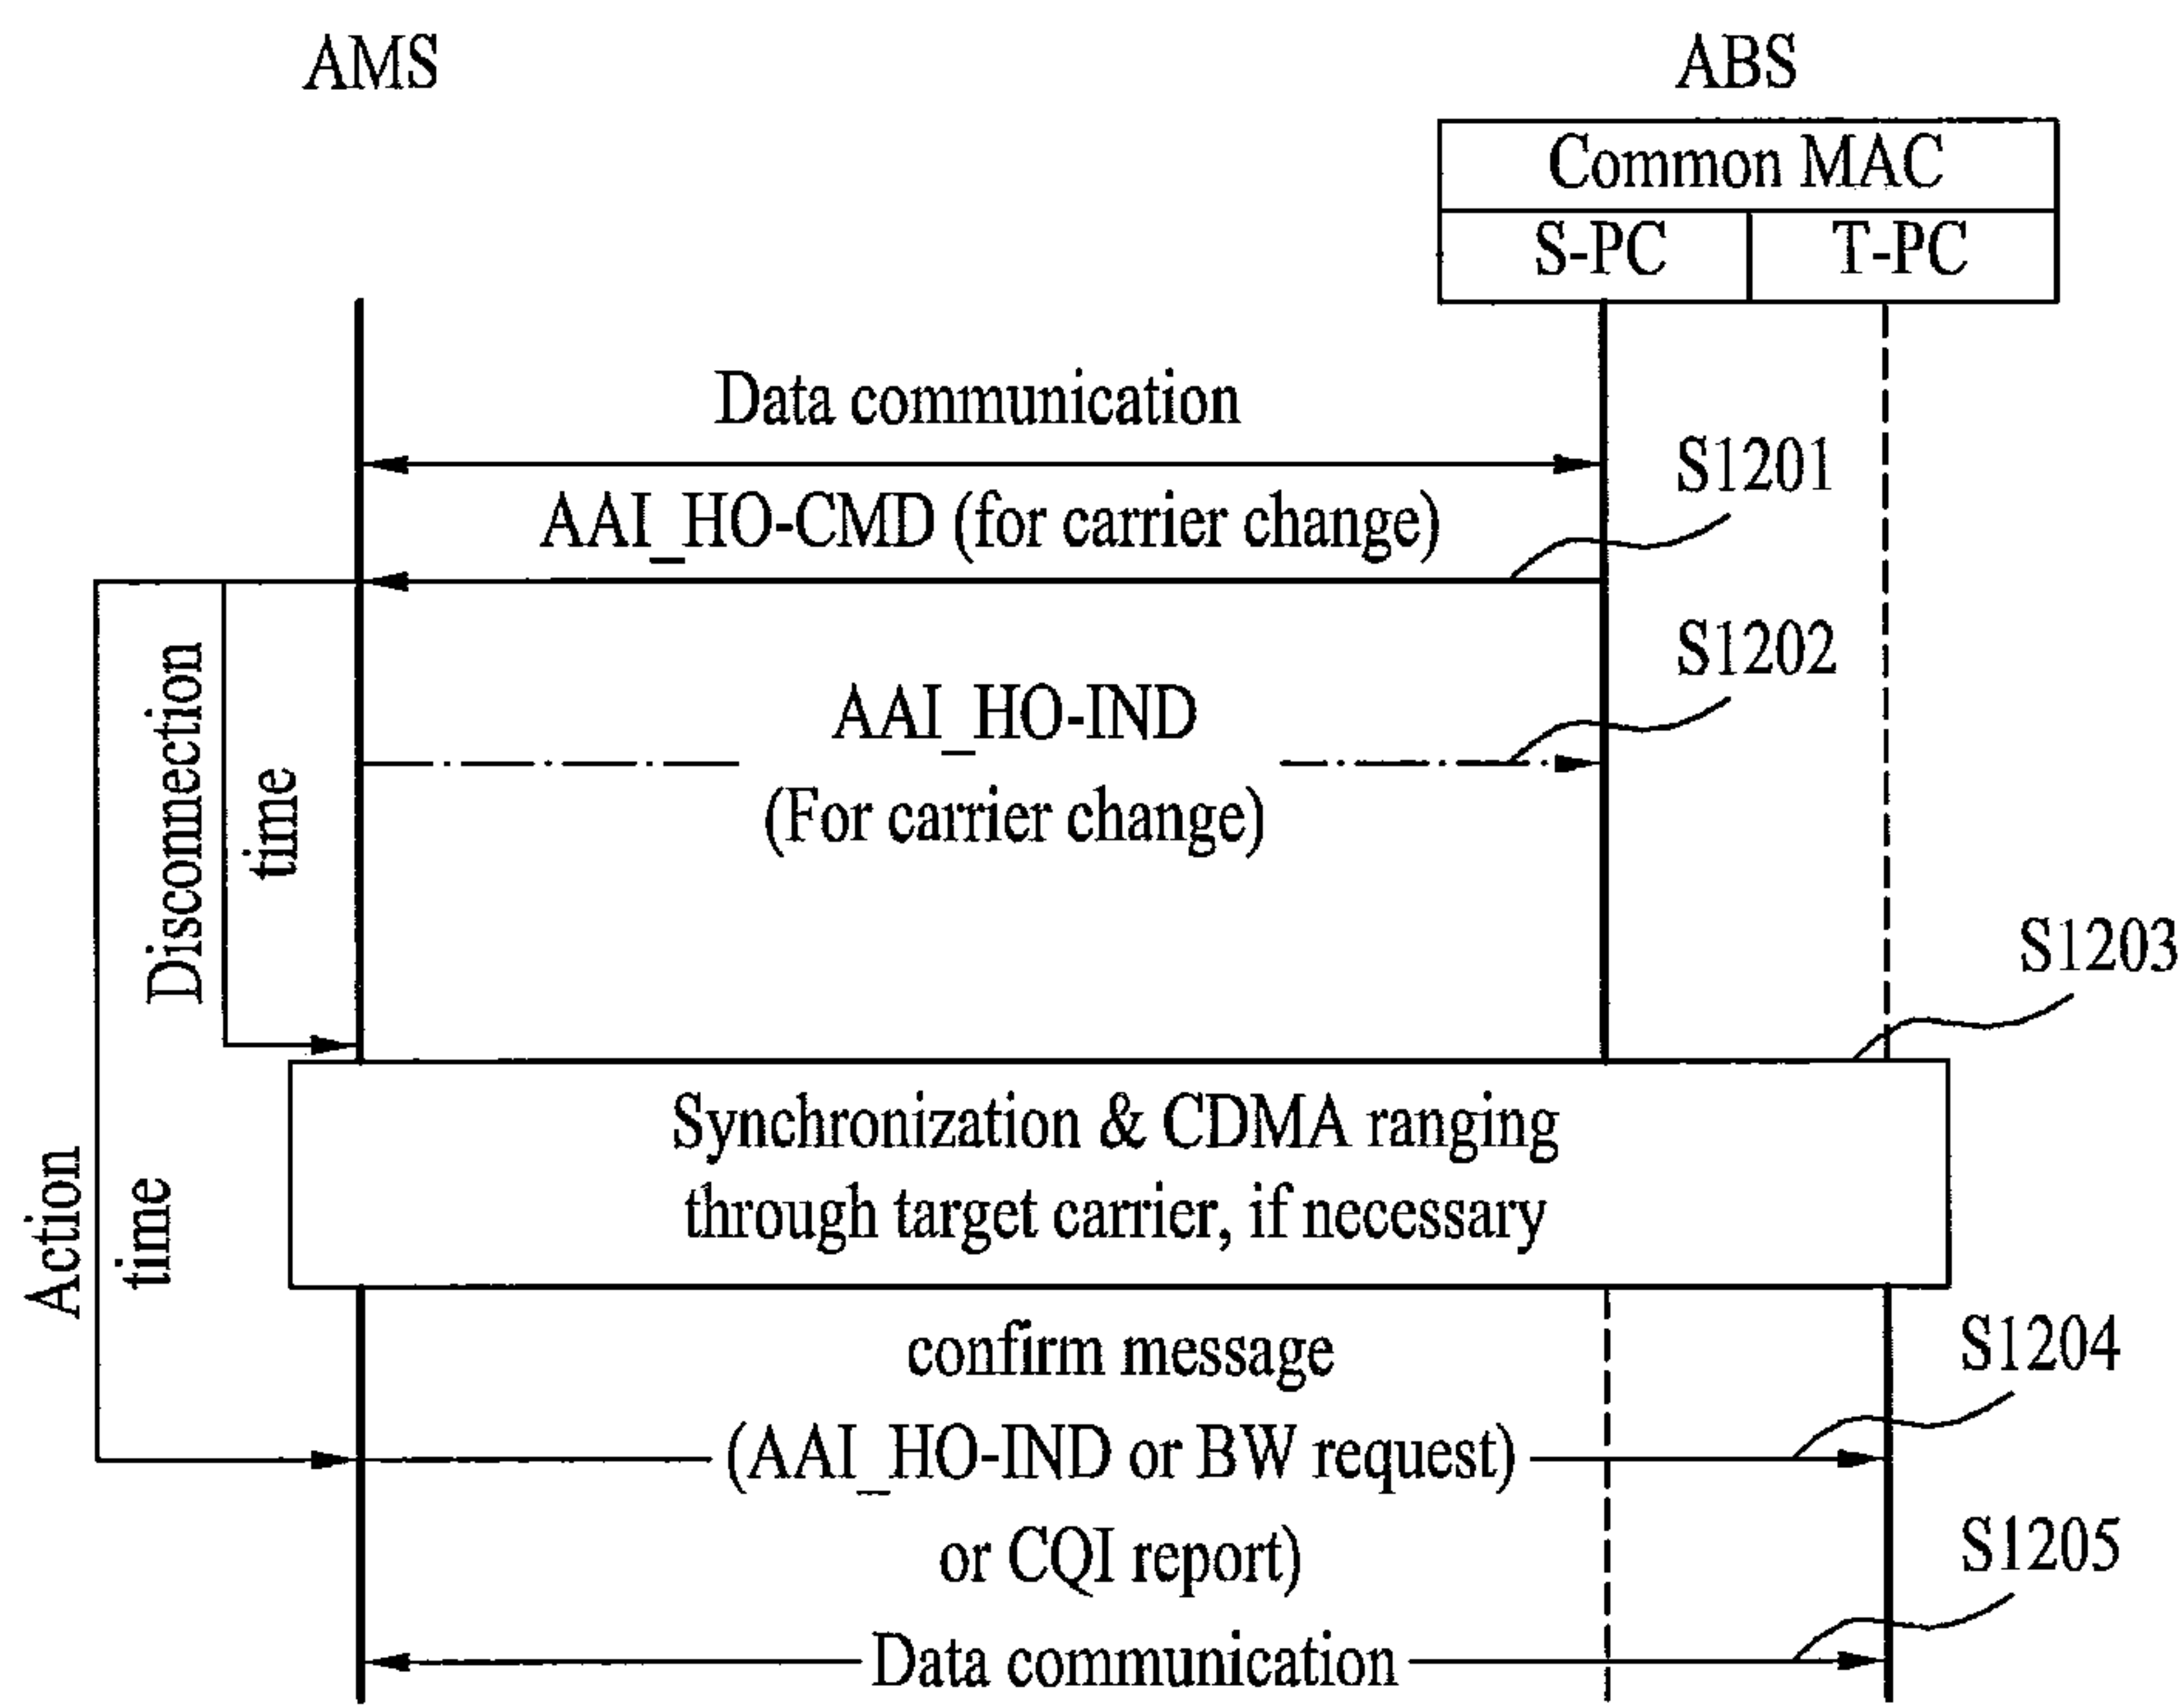 AMS
ABS
Common MAC
S-PC
T-PC
Data communication
S1201
AAI_HO-CMD (for carrier change)
S1202
AAI_HO-IND
(For carrier change)
Disconnection
time
S1203
Synchronization & CDMA ranging
through target carrier, if necessary
Action
time
confirm message
S1204
(AAI_HO-IND or BW request)
or CQI report)
S1205
Data communication